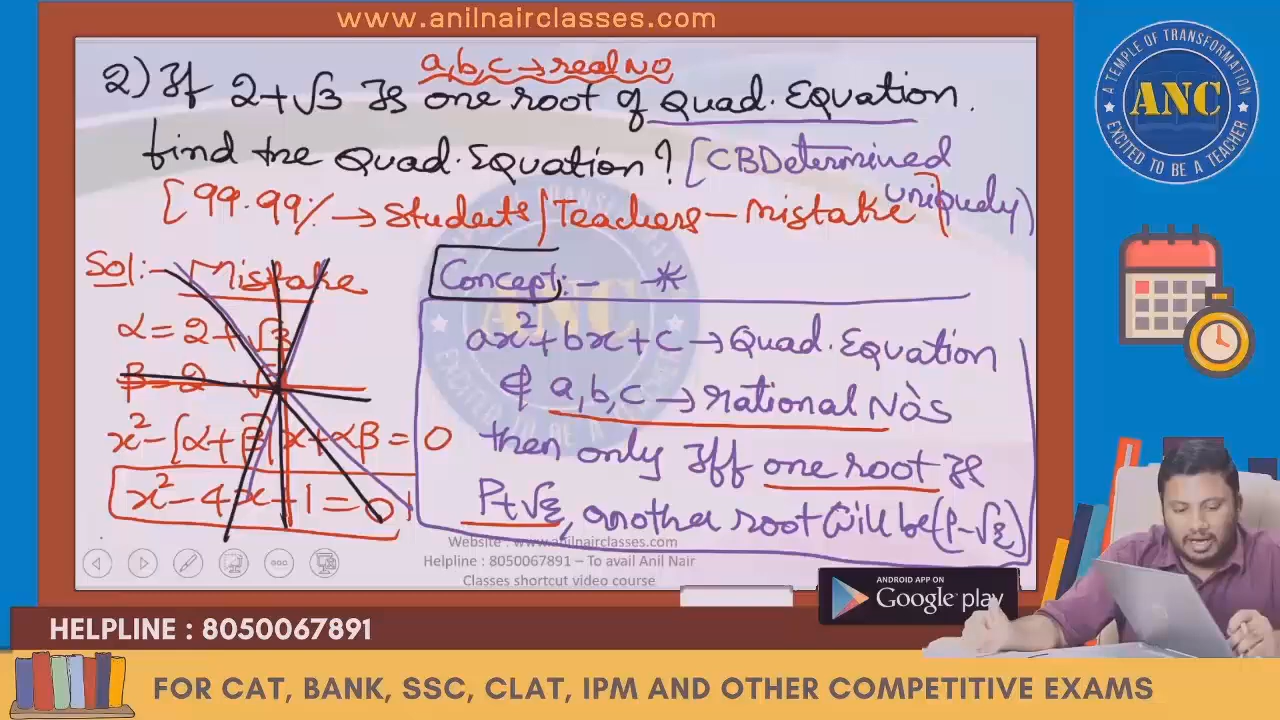 www.anilnairclasses.com
a,b,c→real No
2) If 2+√3 Is one root of Quad. Equation.
find the Quad. Equation? [CBDetermined
uniquely)
[99.99% → Students/Teachers – mistake]
Sol:– Mistake
α = 2+√3
β = 2 - √3
x²-[α+β]x+αβ = 0
x²-4x+1=0
Concept:– *
ax²+bx+c → Quad. Equation
& a,b,c → rational Nos
then only Iff one root Is
P+√q, another root will be (P-√q)
Website : www.anilnairclasses.com
Helpline : 8050067891 – To avail Anil Nair
Classes shortcut video course
A TEMPLE OF TRANSFORMATION
ANC
EXCITED TO BE A TEACHER
ANDROID APP ON
Google play
HELPLINE : 8050067891
FOR CAT, BANK, SSC, CLAT, IPM AND OTHER COMPETITIVE EXAMS